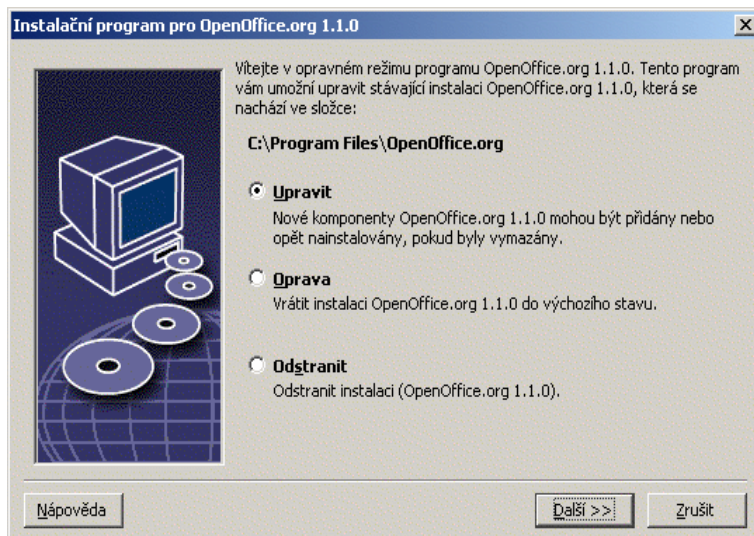 Instalační program pro OpenOffice.org 1.1.0
Vítejte v opravném režimu programu OpenOffice.org 1.1.0. Tento program
vám umožní upravit stávající instalaci OpenOffice.org 1.1.0, která se
nachází ve složce:
C:\Program Files\OpenOffice.org
Upravit
Nové komponenty OpenOffice.org 1.1.0 mohou být přidány nebo
opět nainstalovány, pokud byly vymazány.
Oprava
Vrátit instalaci OpenOffice.org 1.1.0 do výchozího stavu.
Odstranit
Odstranit instalaci (OpenOffice.org 1.1.0).
Nápověda
Další >>
Zrušit